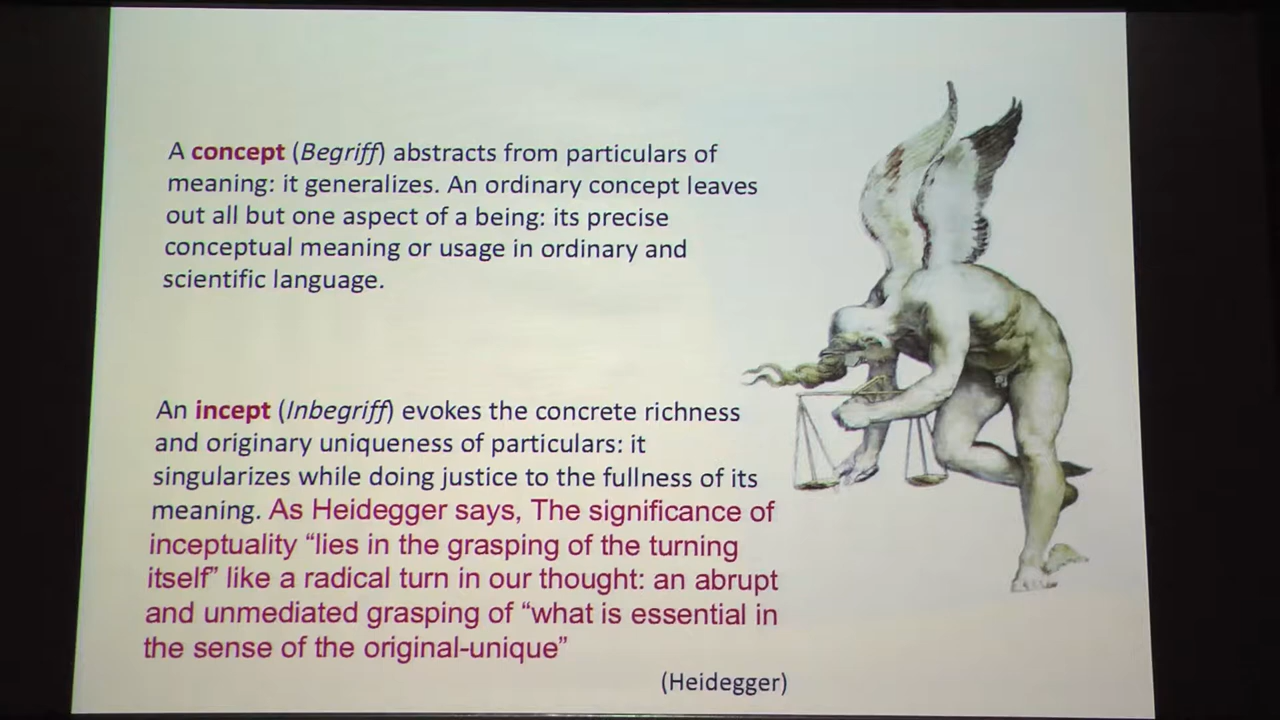 A concept (Begriff) abstracts from particulars of
meaning: it generalizes. An ordinary concept leaves
out all but one aspect of a being: its precise
conceptual meaning or usage in ordinary and
scientific language.
An incept (Inbegriff) evokes the concrete richness
and originary uniqueness of particulars: it
singularizes while doing justice to the fullness of its
meaning. As Heidegger says, The significance of
inceptuality “lies in the grasping of the turning
itself” like a radical turn in our thought: an abrupt
and unmediated grasping of “what is essential in
the sense of the original-unique”
(Heidegger)